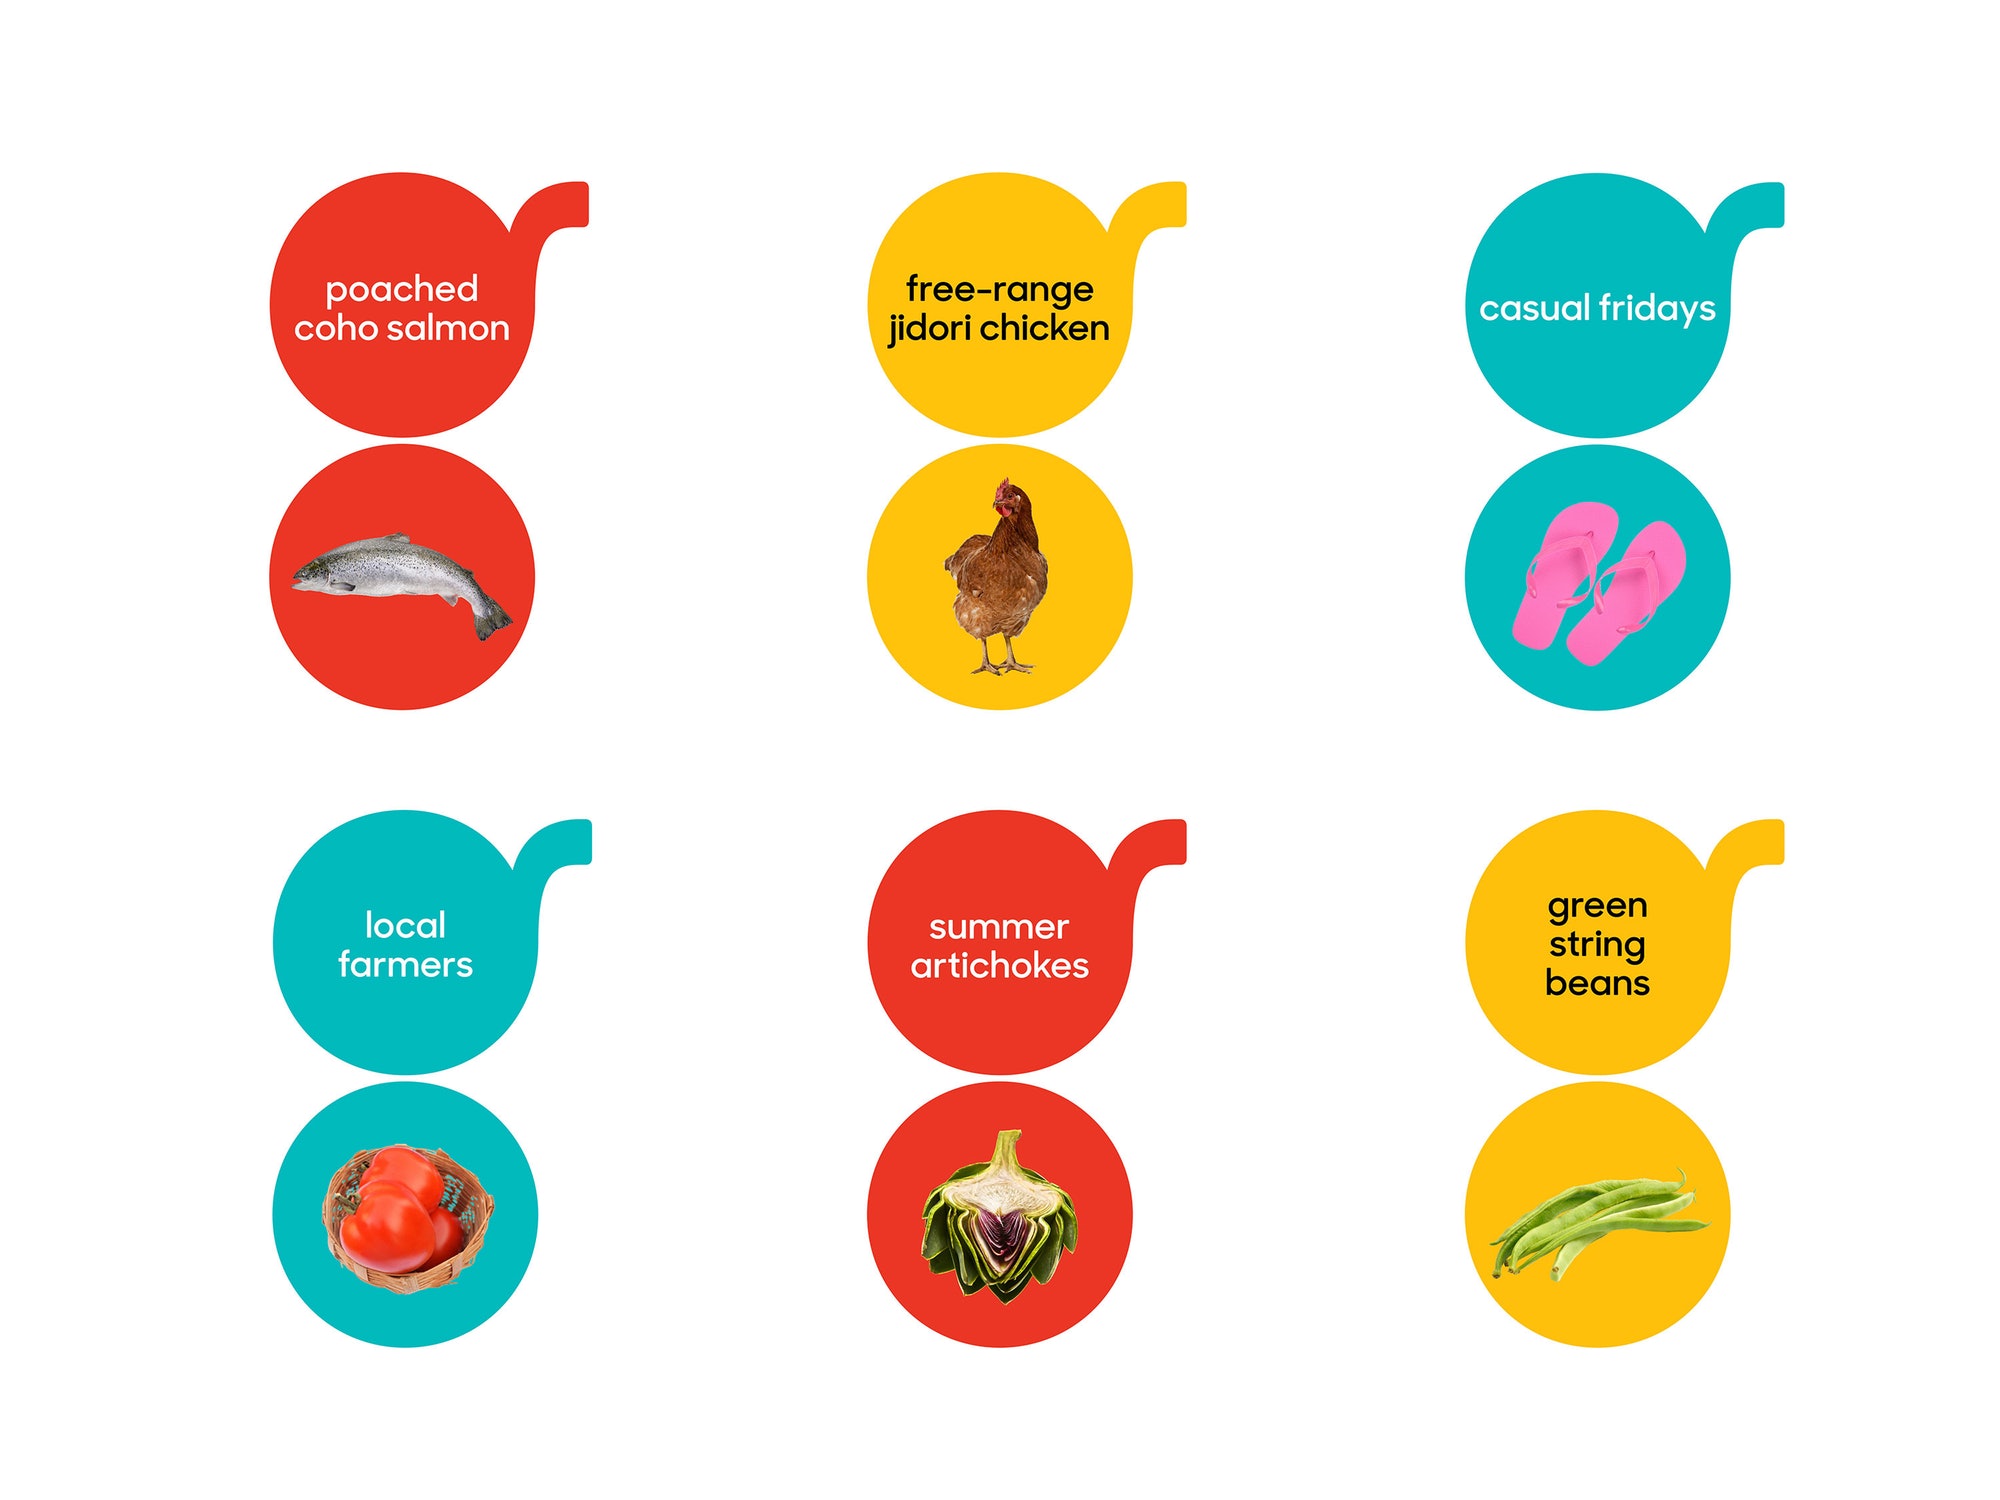 poached
coho salmon
free-range
jidori chicken
casual fridays
local
farmers
summer
artichokes
green
string
beans